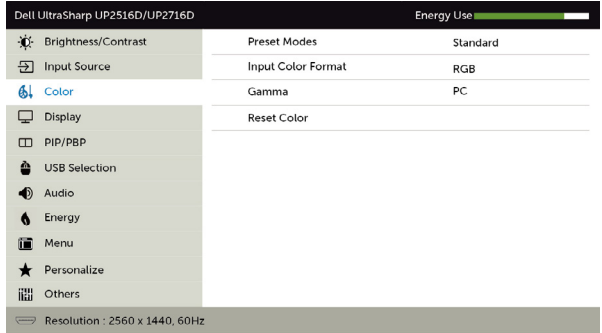 Dell UltraSharp UP2516D/UP2716D Energy Use
Brightness/Contrast Preset Modes Standard
Input Source Input Color Format RGB
Color Gamma PC
Display Reset Color
PIP/PBP
USB Selection
Audio
Energy
Menu
Personalize
Others
Resolution : 2560 x 1440, 60Hz